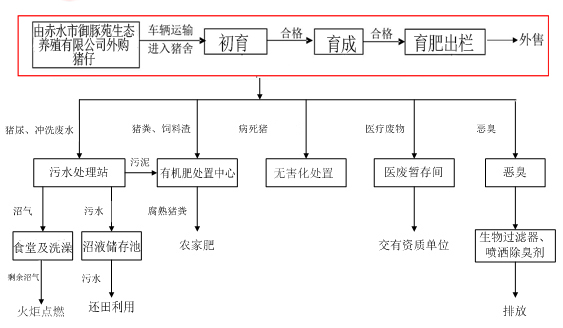 由赤水市御豚苑生态
养殖有限公司外购
猪仔
车辆运输
进入猪舍
初育
合格
育成
合格
育肥出栏
外售
猪尿、冲洗废水
猪粪、饲料渣
病死猪
医疗废物
恶臭
污水处理站
污泥
有机肥处置中心
无害化处置
医废暂存间
恶臭
沼气
污水
腐熟猪粪
食堂及洗澡
沼液储存池
农家肥
交有资质单位
生物过滤器、
喷洒除臭剂
剩余沼气
污水
火炬点燃
还田利用
排放